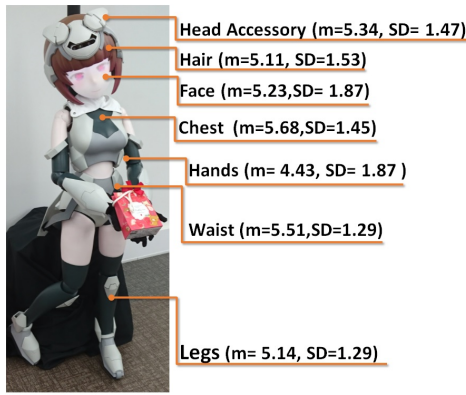 Head Accessory (m=5.34, SD= 1.47)
Hair (m=5.11, SD=1.53)
Face (m=5.23,SD= 1.87)
Chest (m=5.68,SD=1.45)
Hands (m= 4.43, SD= 1.87 )
Waist (m=5.51,SD=1.29)
Legs (m= 5.14, SD=1.29)